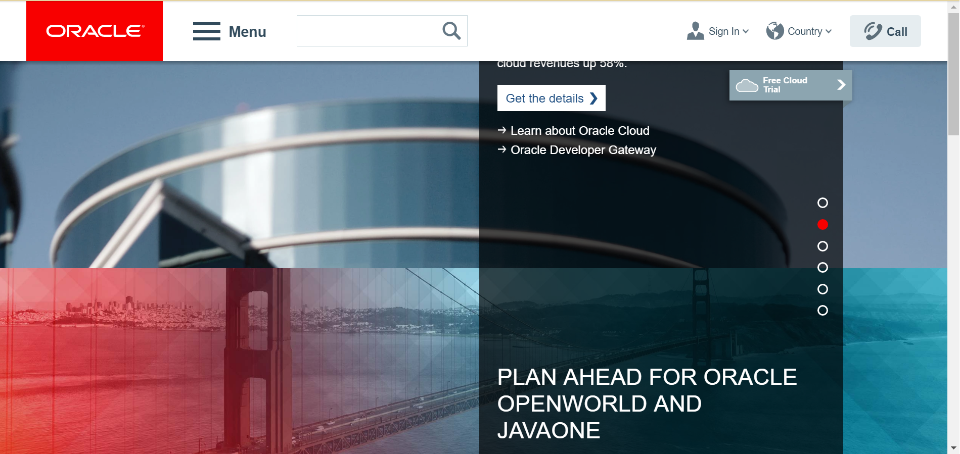 ORACLE
Menu
Sign In
Country
Call
cloud revenues up 58%.
Free Cloud
Trial
Get the details
Learn about Oracle Cloud
Oracle Developer Gateway
PLAN AHEAD FOR ORACLE
OPENWORLD AND
JAVAONE